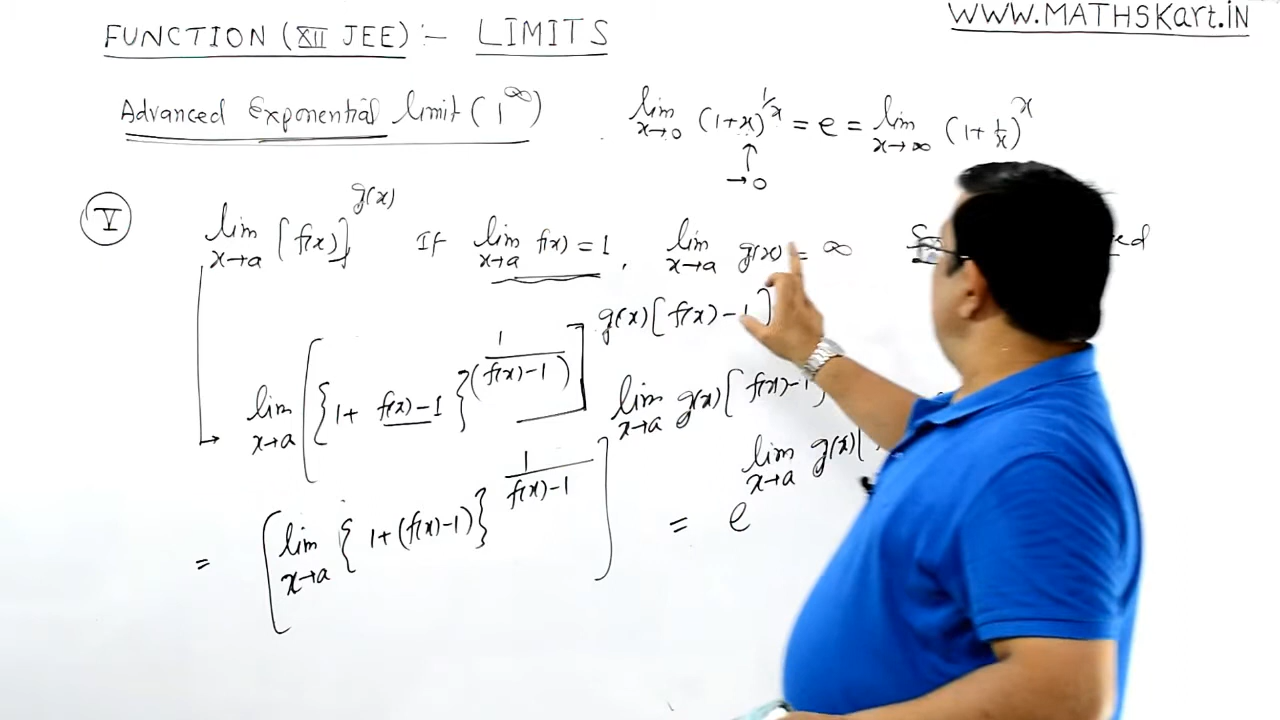 FUNCTION (XII JEE) :- LIMITS
WWW.MATHSKart.iN
Advanced Exponential limit (1^∞)
lim x→0 (1+x)^(1/x) = e = lim x→∞ (1+1/x)^x
→0
V
lim x→a [f(x)]^g(x) If lim x→a f(x) = 1, lim x→a g(x) = ∞
lim x→a [{1+ f(x)-1}^(1/(f(x)-1))]^g(x)[f(x)-1]
= [lim x→a {1+(f(x)-1)}^(1/(f(x)-1))]^lim x→a g(x)[f(x)-1 = e^lim x→a g(x)[